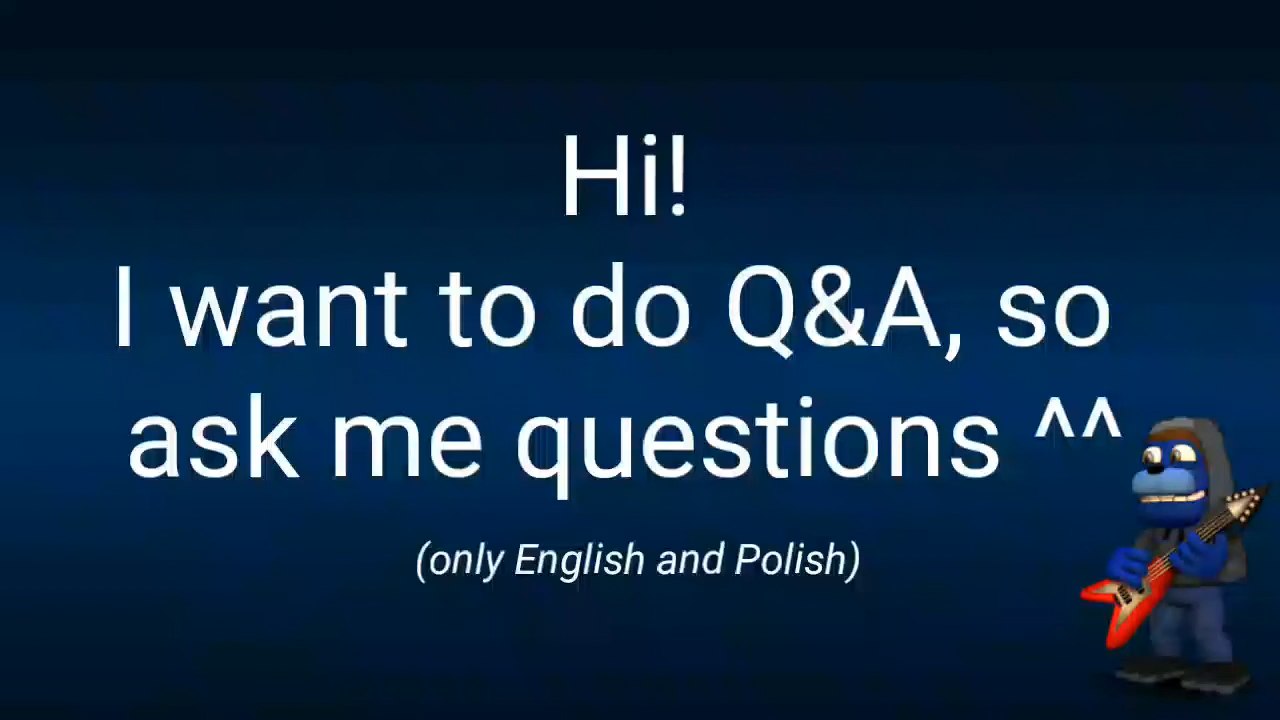 Hi!
I want to do Q&A, so
ask me questions ^^
(only English and Polish)